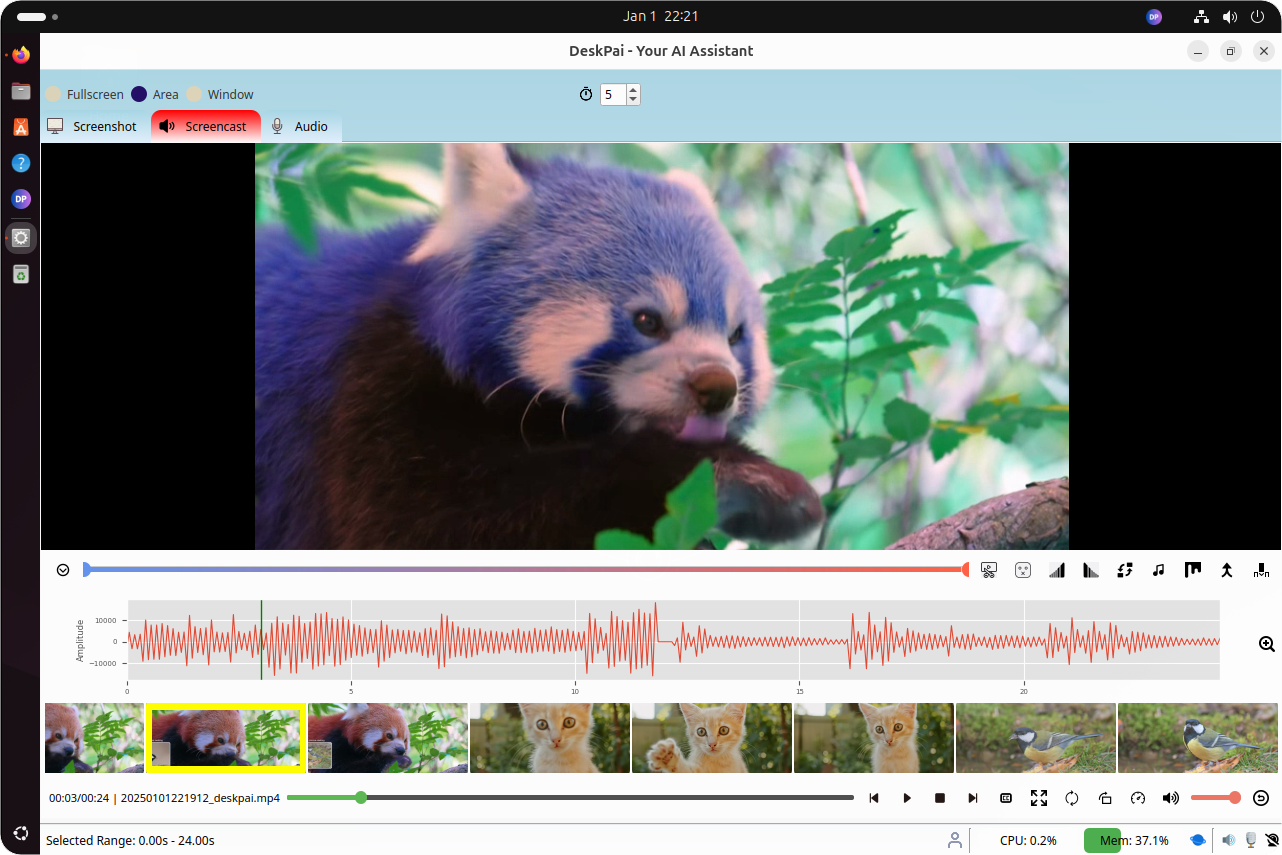 Jan 1 22:21
DP
DeskPai - Your AI Assistant
Fullscreen Area Window 5
Screenshot Screencast Audio
?
DP
Amplitude
10000
0
−10000
0 5 10 15 20
00:03/00:24 | 20250101221912_deskpai.mp4
Selected Range: 0.00s - 24.00s CPU: 0.2% Mem: 37.1%